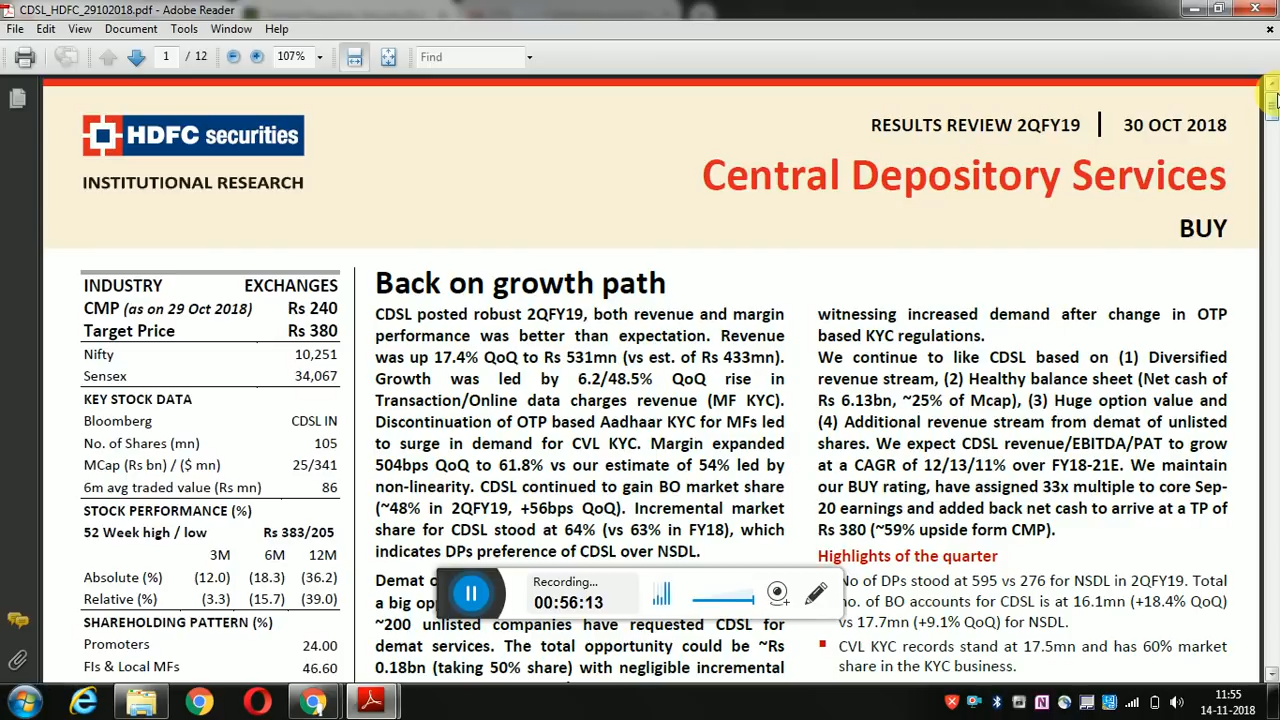 CDSL_HDFC_29102018.pdf - Adobe Reader
File Edit View Document Tools Window Help
1 / 12 107% Find
HDFC securities
INSTITUTIONAL RESEARCH
RESULTS REVIEW 2QFY19 30 OCT 2018
Central Depository Services
BUY
INDUSTRY EXCHANGES
CMP (as on 29 Oct 2018) Rs 240
Target Price Rs 380
Nifty 10,251
Sensex 34,067
KEY STOCK DATA
Bloomberg CDSL IN
No. of Shares (mn) 105
MCap (Rs bn) / ($ mn) 25/341
6m avg traded value (Rs mn) 86
STOCK PERFORMANCE (%)
52 Week high / low Rs 383/205
3M 6M 12M
Absolute (%) (12.0) (18.3) (36.2)
Relative (%) (3.3) (15.7) (39.0)
SHAREHOLDING PATTERN (%)
Promoters 24.00
FIs & Local MFs 46.60
Back on growth path
CDSL posted robust 2QFY19, both revenue and margin
performance was better than expectation. Revenue
was up 17.4% QoQ to Rs 531mn (vs est. of Rs 433mn).
Growth was led by 6.2/48.5% QoQ rise in
Transaction/Online data charges revenue (MF KYC).
Discontinuation of OTP based Aadhaar KYC for MFs led
to surge in demand for CVL KYC. Margin expanded
504bps QoQ to 61.8% vs our estimate of 54% led by
non-linearity. CDSL continued to gain BO market share
(~48% in 2QFY19, +56bps QoQ). Incremental market
share for CDSL stood at 64% (vs 63% in FY18), which
indicates DPs preference of CDSL over NSDL.
Demat o
a big op
~200 unlisted companies have requested CDSL for
demat services. The total opportunity could be ~Rs
0.18bn (taking 50% share) with negligible incremental
witnessing increased demand after change in OTP
based KYC regulations.
We continue to like CDSL based on (1) Diversified
revenue stream, (2) Healthy balance sheet (Net cash of
Rs 6.13bn, ~25% of Mcap), (3) Huge option value and
(4) Additional revenue stream from demat of unlisted
shares. We expect CDSL revenue/EBITDA/PAT to grow
at a CAGR of 12/13/11% over FY18-21E. We maintain
our BUY rating, have assigned 33x multiple to core Sep-
20 earnings and added back net cash to arrive at a TP of
Rs 380 (~59% upside form CMP).
Highlights of the quarter
No of DPs stood at 595 vs 276 for NSDL in 2QFY19. Total
no. of BO accounts for CDSL is at 16.1mn (+18.4% QoQ)
vs 17.7mn (+9.1% QoQ) for NSDL.
CVL KYC records stand at 17.5mn and has 60% market
share in the KYC business.
Recording...
00:56:13
11:55
14-11-2018